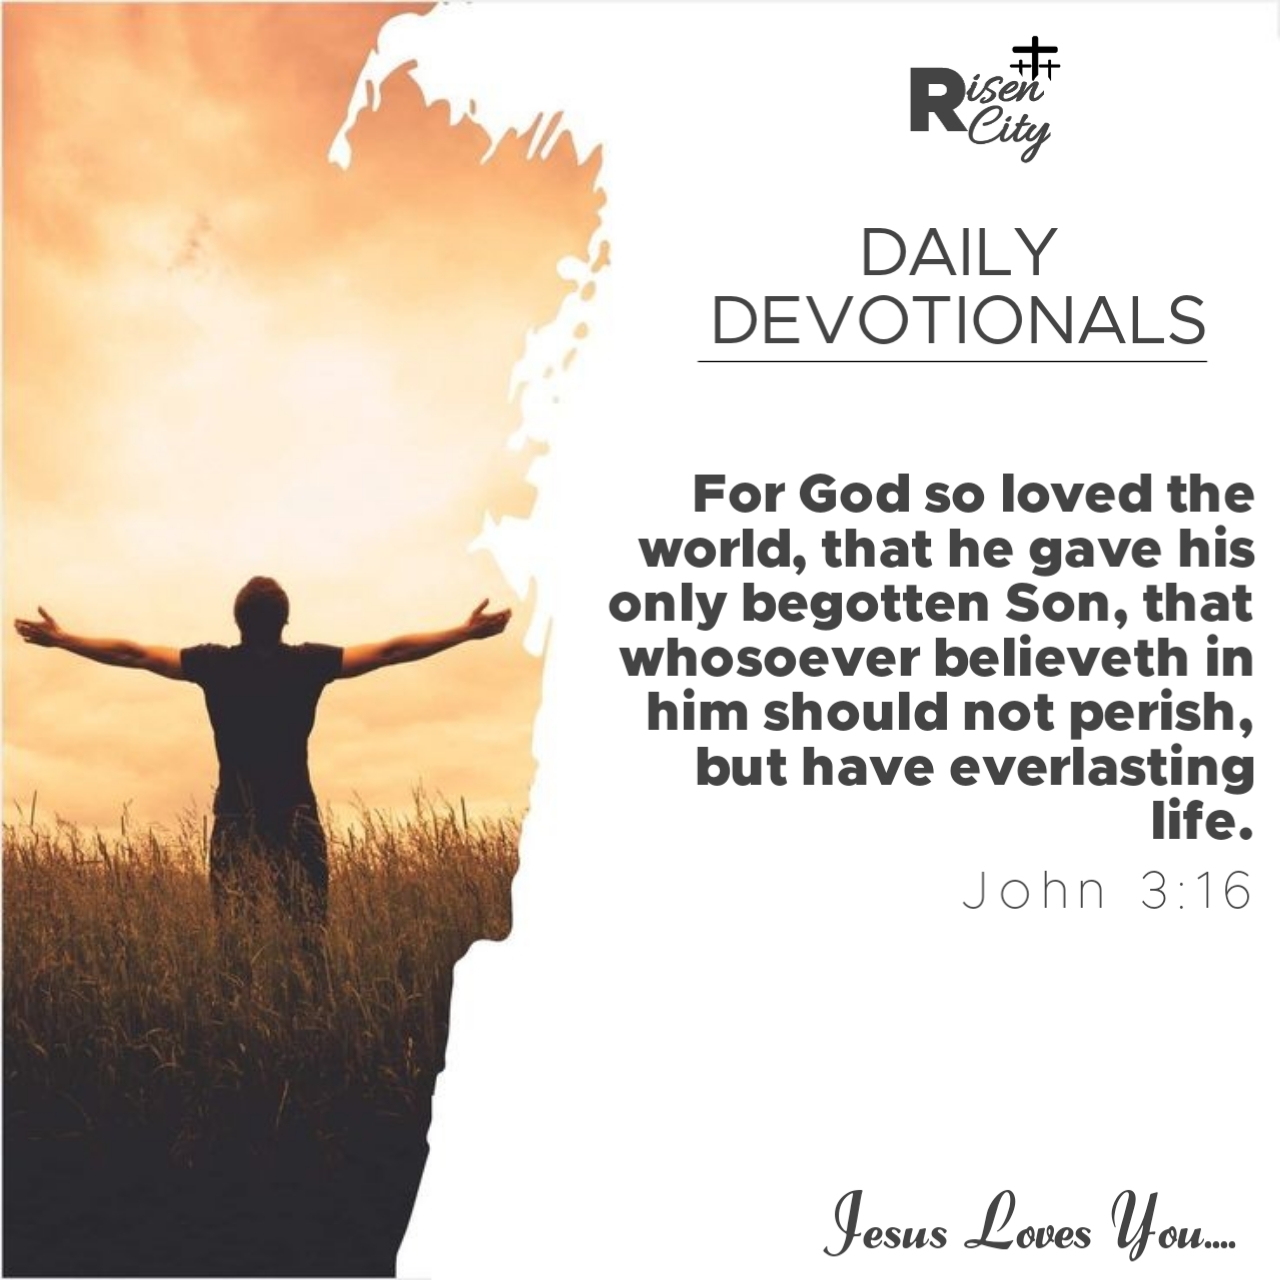 Risen
City
DAILY
DEVOTIONALS
For God so loved the
world, that he gave his
only begotten Son, that
whosoever believeth in
him should not perish,
but have everlasting
life.
John 3:16
Jesus Loves You....